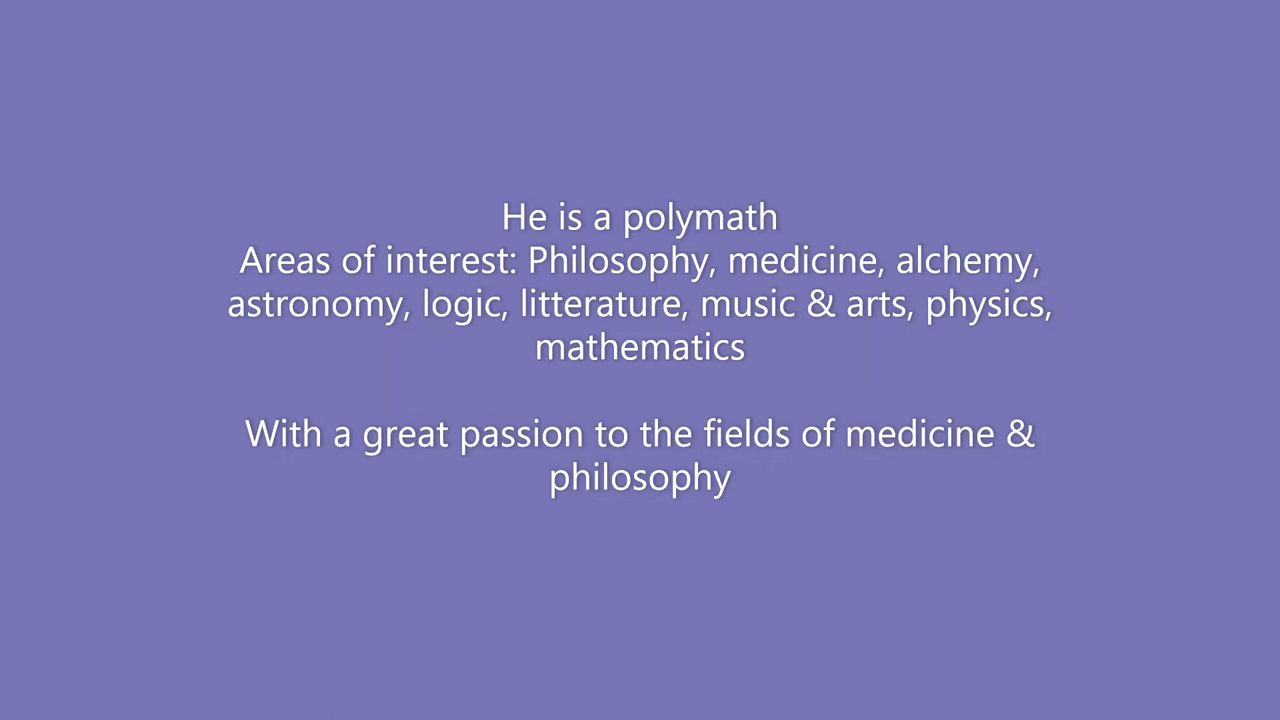 He is a polymath
Areas of interest: Philosophy, medicine, alchemy,
astronomy, logic, litterature, music & arts, physics,
mathematics
With a great passion to the fields of medicine &
philosophy